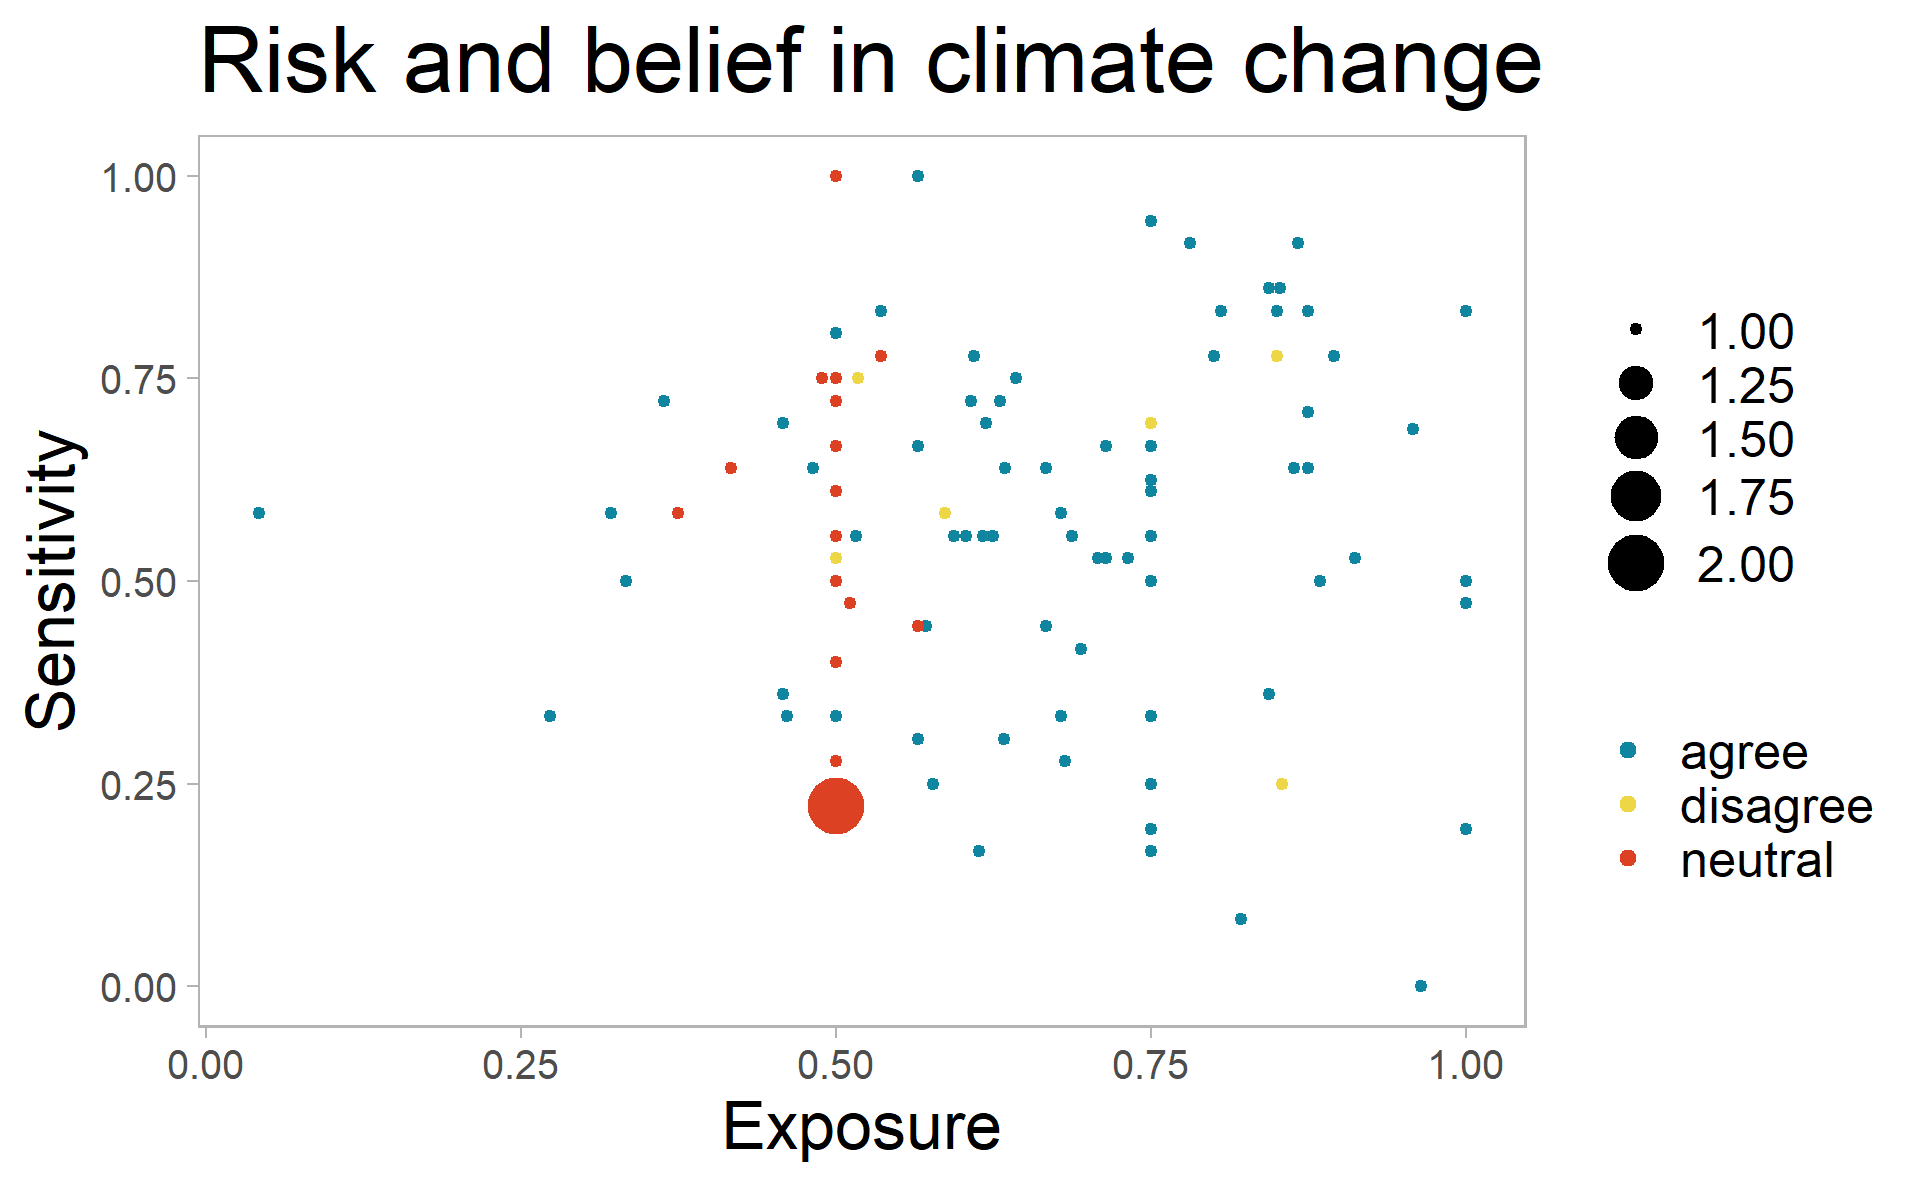 Risk and belief in climate change
1.00
0.75
0.50
0.25
0.00
Sensitivity
0.00 0.25 0.50 0.75 1.00
Exposure
1.00
1.25
1.50
1.75
2.00
agree
disagree
neutral